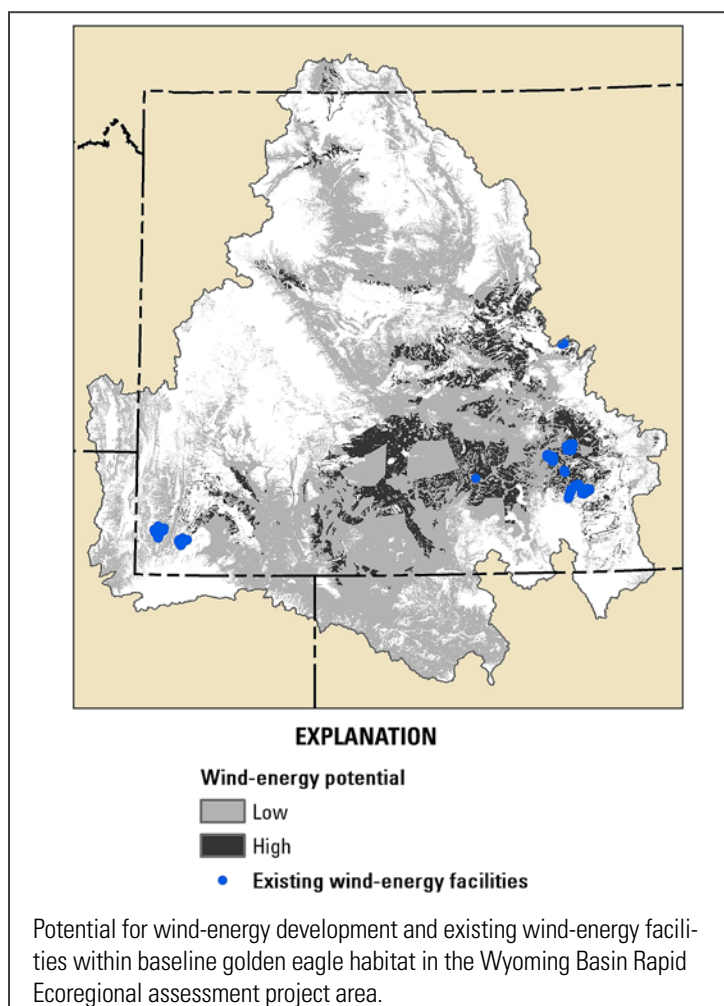 EXPLANATION
Wind-energy potential
Low
High
Existing wind-energy facilities
Potential for wind-energy development and existing wind-energy facili-
ties within baseline golden eagle habitat in the Wyoming Basin Rapid
Ecoregional assessment project area.